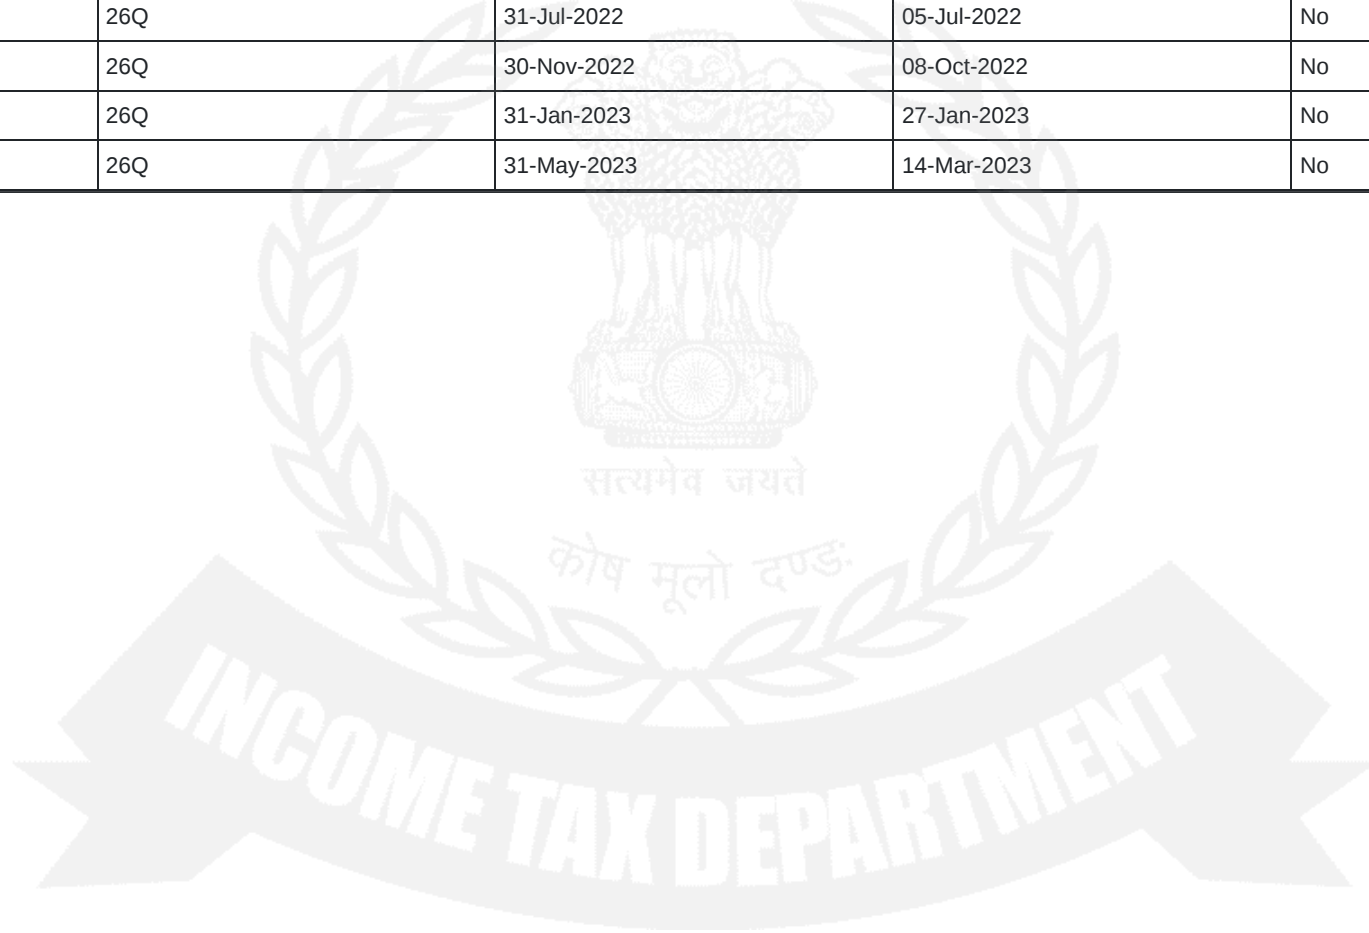 26Q 31-Jul-2022 05-Jul-2022 No
26Q 30-Nov-2022 08-Oct-2022 No
26Q 31-Jan-2023 27-Jan-2023 No
26Q 31-May-2023 14-Mar-2023 No
सत्यमेव जयते
कोष मूलो दण्डः
INCOME TAX DEPARTMENT